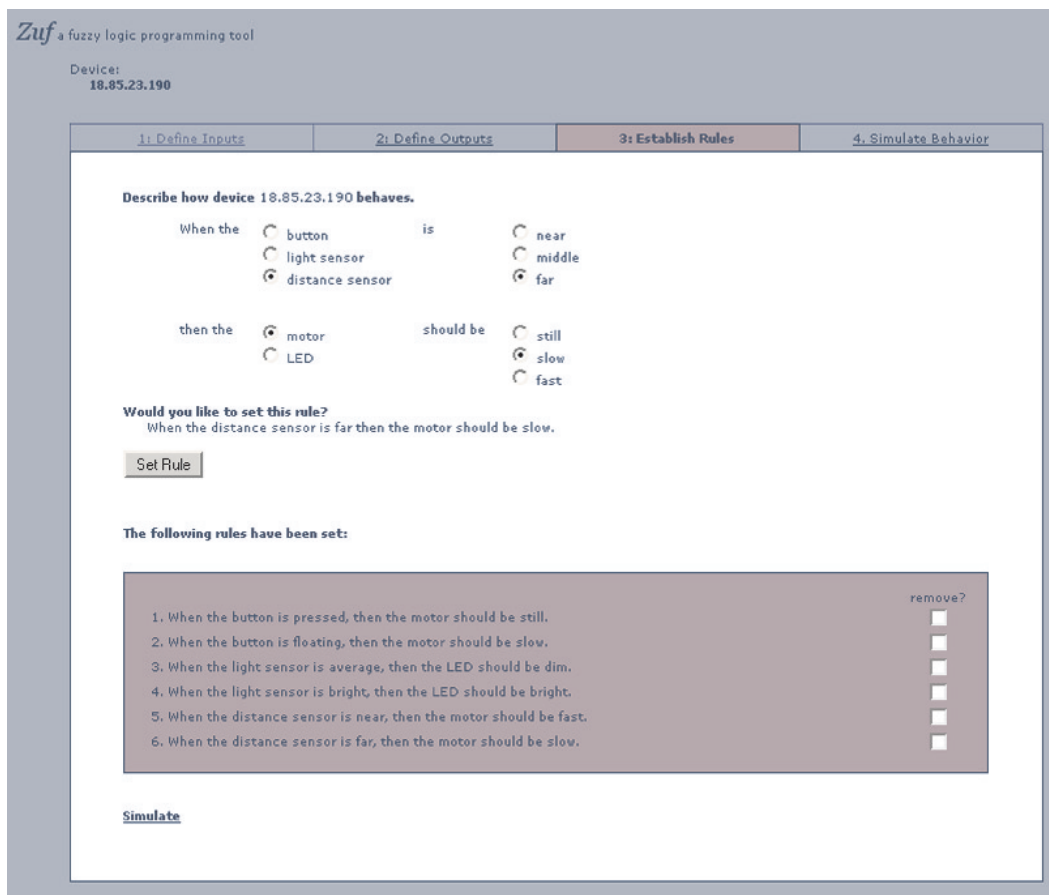 Zuf a fuzzy logic programming tool
Device:
18.85.23.190
1: Define Inputs 2: Define Outputs 3: Establish Rules 4. Simulate Behavior
Describe how device 18.85.23.190 behaves.
When the button is near
light sensor middle
distance sensor far
then the motor should be still
LED slow
fast
Would you like to set this rule?
When the distance sensor is far then the motor should be slow.
Set Rule
The following rules have been set:
remove?
1. When the button is pressed, then the motor should be still.
2. When the button is floating, then the motor should be slow.
3. When the light sensor is average, then the LED should be dim.
4. When the light sensor is bright, then the LED should be bright.
5. When the distance sensor is near, then the motor should be fast.
6. When the distance sensor is far, then the motor should be slow.
Simulate